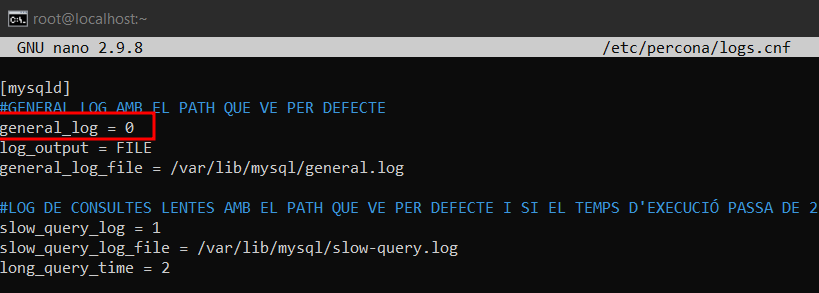 root@localhost:~
GNU nano 2.9.8 /etc/percona/logs.cnf
[mysqld]
#GENERAL LOG AMB EL PATH QUE VE PER DEFECTE
general_log = 0
log_output = FILE
general_log_file = /var/lib/mysql/general.log
#LOG DE CONSULTES LENTES AMB EL PATH QUE VE PER DEFECTE I SI EL TEMPS D'EXECUCIÓ PASSA DE 2
slow_query_log = 1
slow_query_log_file = /var/lib/mysql/slow-query.log
long_query_time = 2